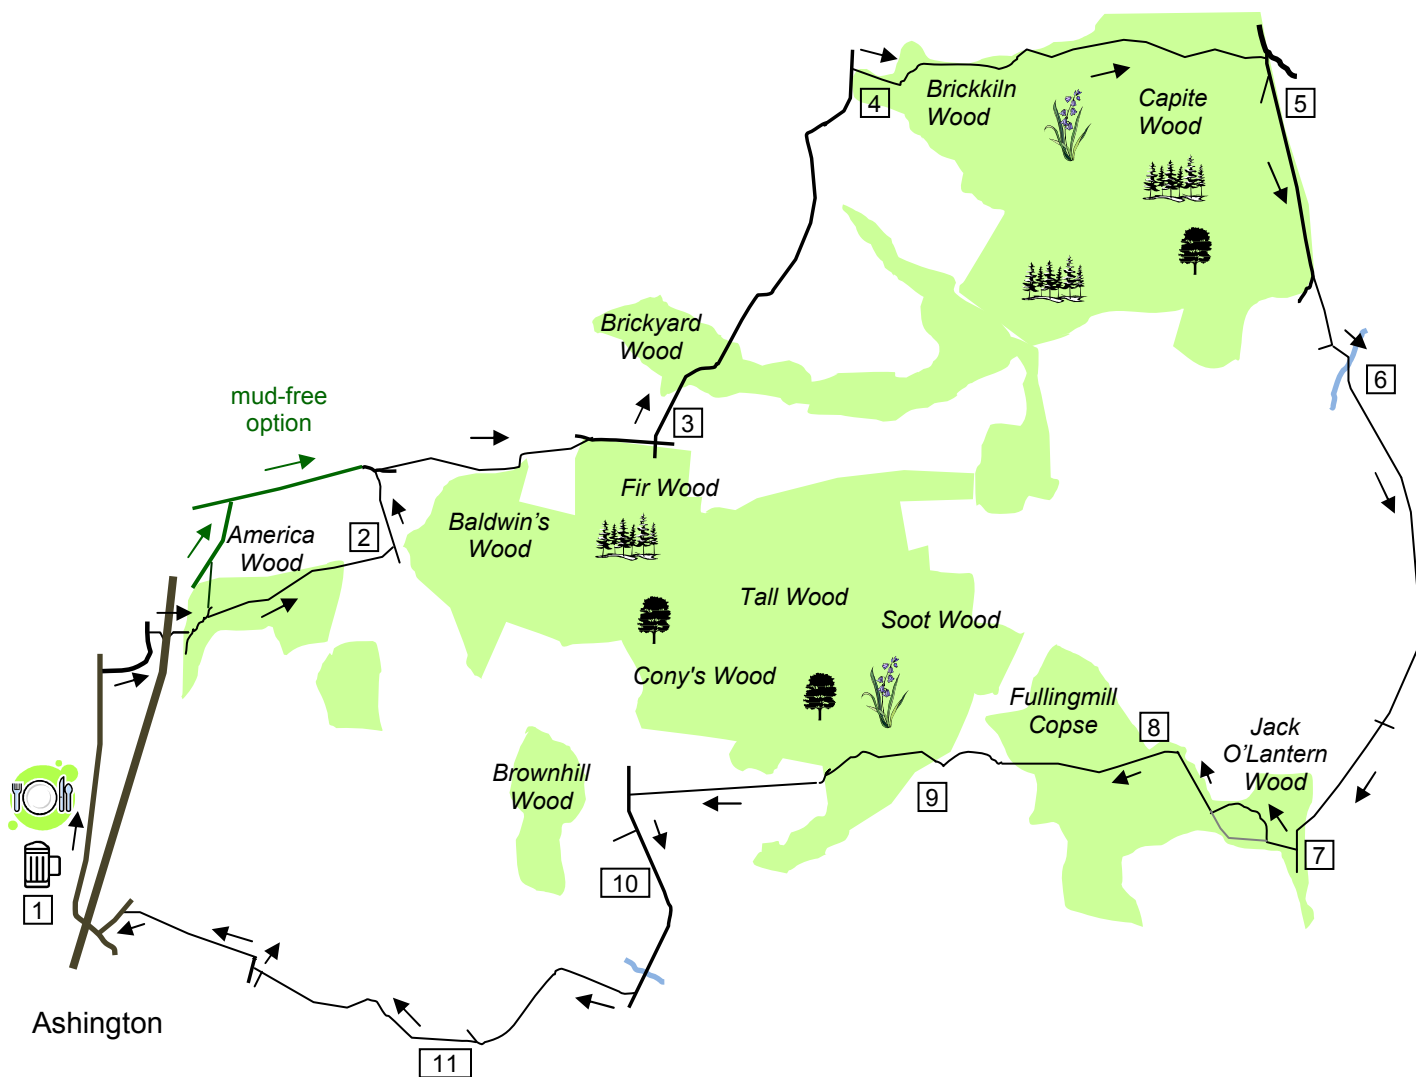 4
Brickkiln
Wood
Capite
Wood
5
Brickyard
Wood
6
mud-free
option
3
Fir Wood
America
Wood
2
Baldwin's
Wood
Tall Wood
Soot Wood
Cony's Wood
Fullingmill
Copse
8
Jack
O'Lantern
Wood
Brownhill
Wood
9
7
10
1
Ashington
11